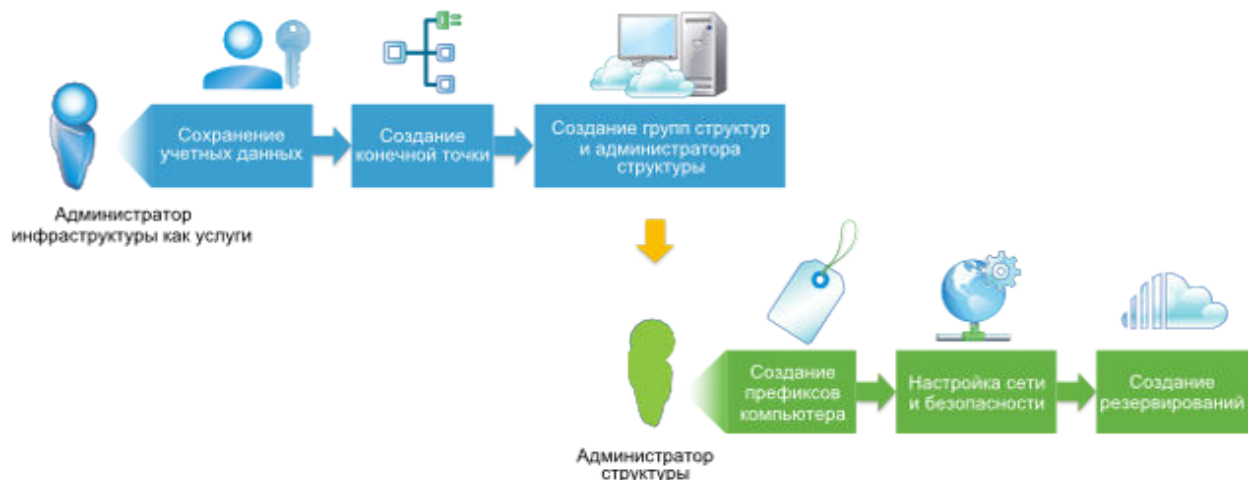 Сохранение
учетных данных
Создание
конечной точки
Создание групп структур
и администратора
структуры
Администратор
инфраструктуры как услуги
Создание
префиксов
компьютера
Настройка сети
и безопасности
Создание
резервирований
Администратор
структуры